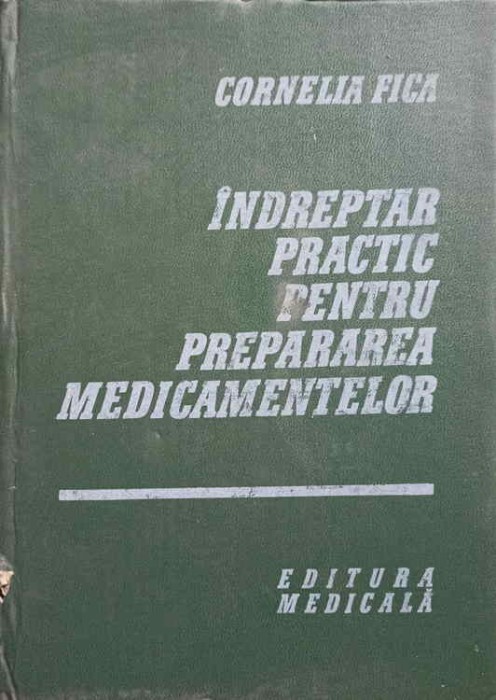 CORNELIA FICA
ÎNDREPTAR
PRACTIC
PENTRU
PREPARAREA
MEDICAMENTELOR
EDITURA
MEDICALĂ